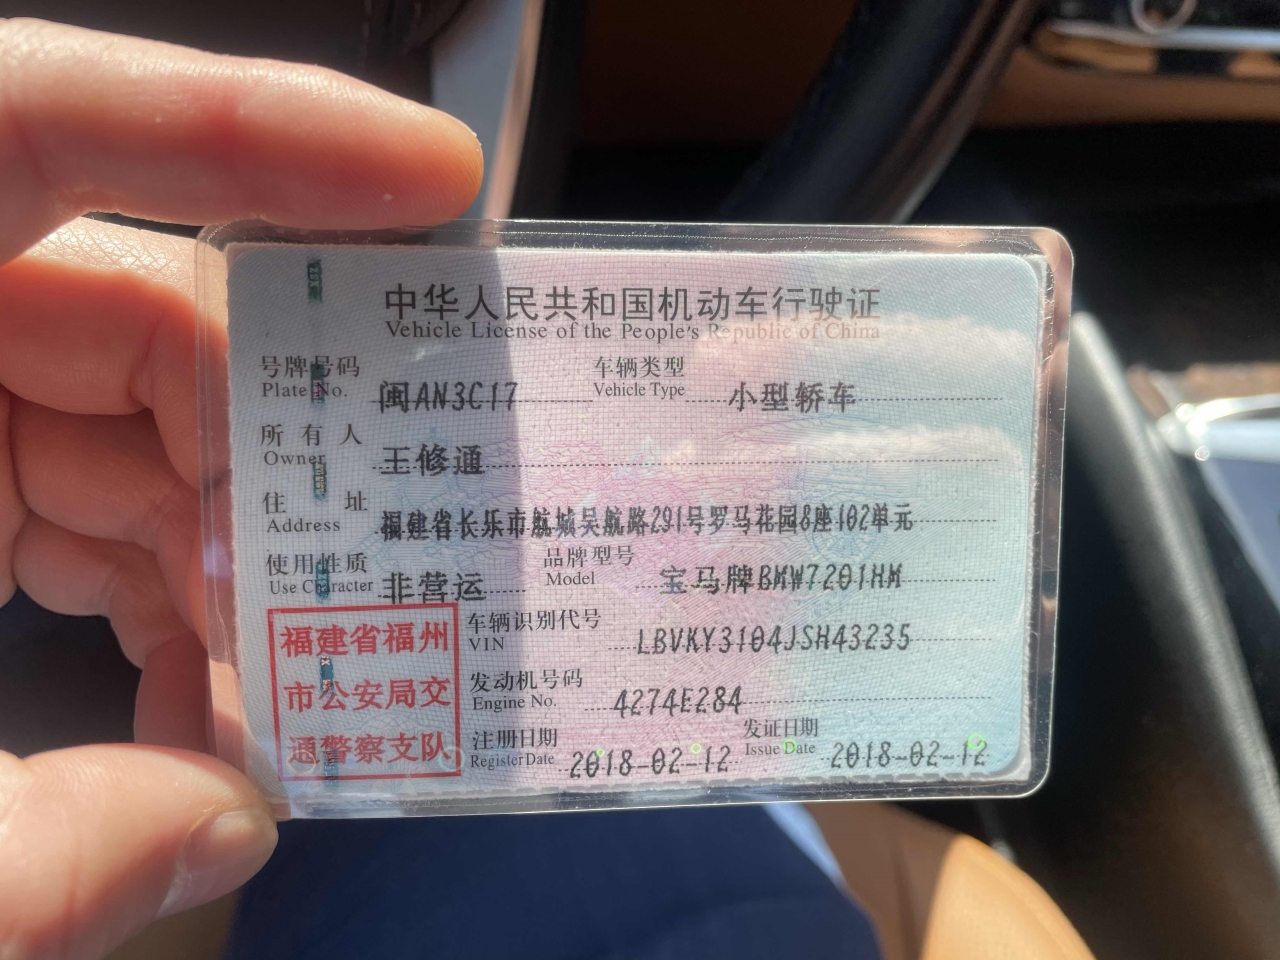 中华人民共和国机动车行驶证
Vehicle License of the People's Republic of China
号牌号码 闽AN3C17 车辆类型 小型轿车
Plate No. Vehicle Type
所有人 王修通
Owner
住址 福建省长乐市航城吴航路291号罗马花园8座102单元
Address
使用性质 非营运 品牌型号 宝马牌BMW7201HM
Use Character Model
福建省福州
市公安局交
通警察支队
车辆识别代号 LBVKY3104JSH43235
VIN
发动机号码 4274E284
Engine No.
注册日期 2018-02-12 发证日期 2018-02-12
Register Date Issue Date